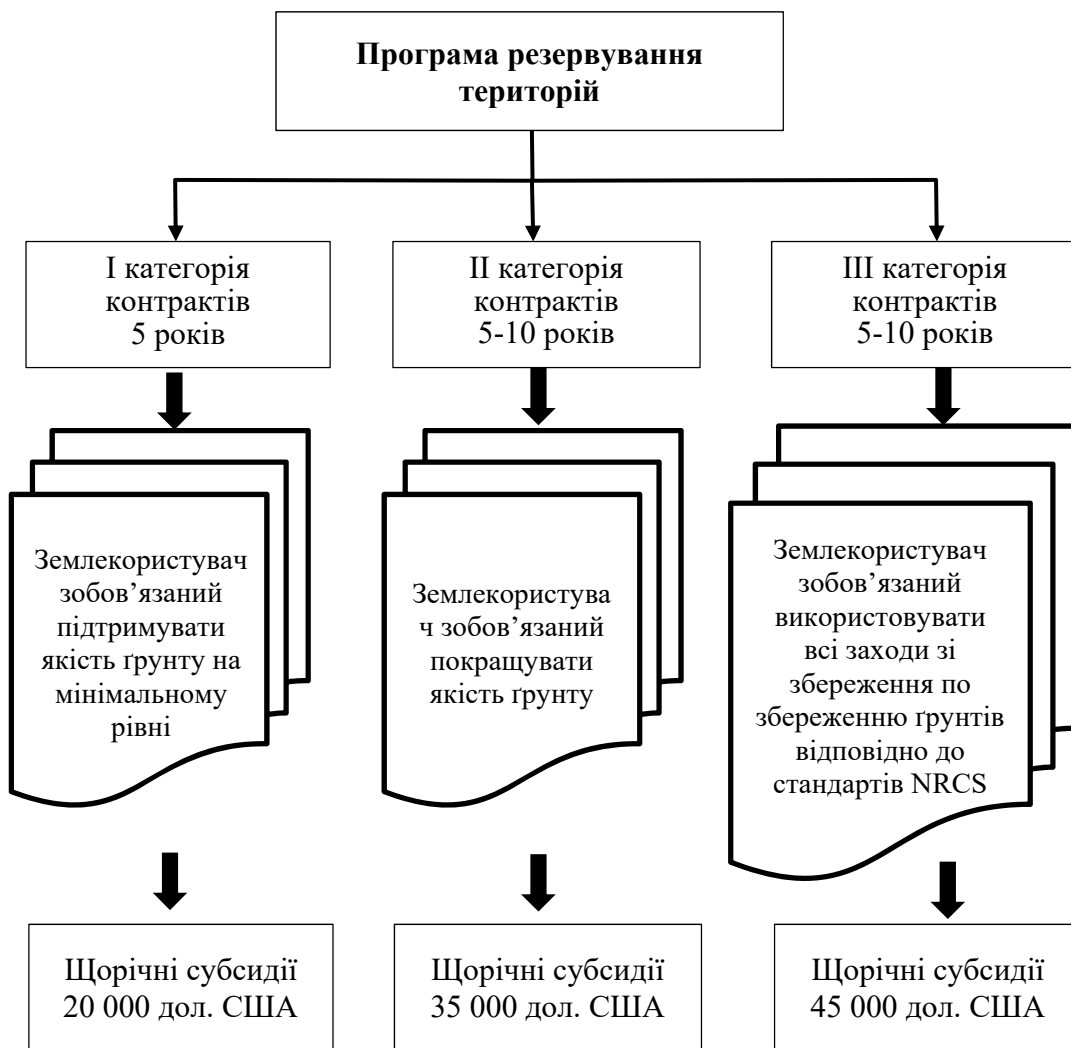 Програма резервування
територій
І категорія
контрактів
5 років
ІІ категорія
контрактів
5-10 років
ІІІ категорія
контрактів
5-10 років
Землекористувач
зобов’язаний
підтримувати
якість ґрунту на
мінімальному
рівні
Землекористува
ч зобов’язаний
покращувати
якість ґрунту
Землекористувач
зобов’язаний
використовувати
всі заходи зі
збереження по
збереженню ґрунтів
відповідно до
стандартів NRCS
Щорічні субсидії
20 000 дол. США
Щорічні субсидії
35 000 дол. США
Щорічні субсидії
45 000 дол. США